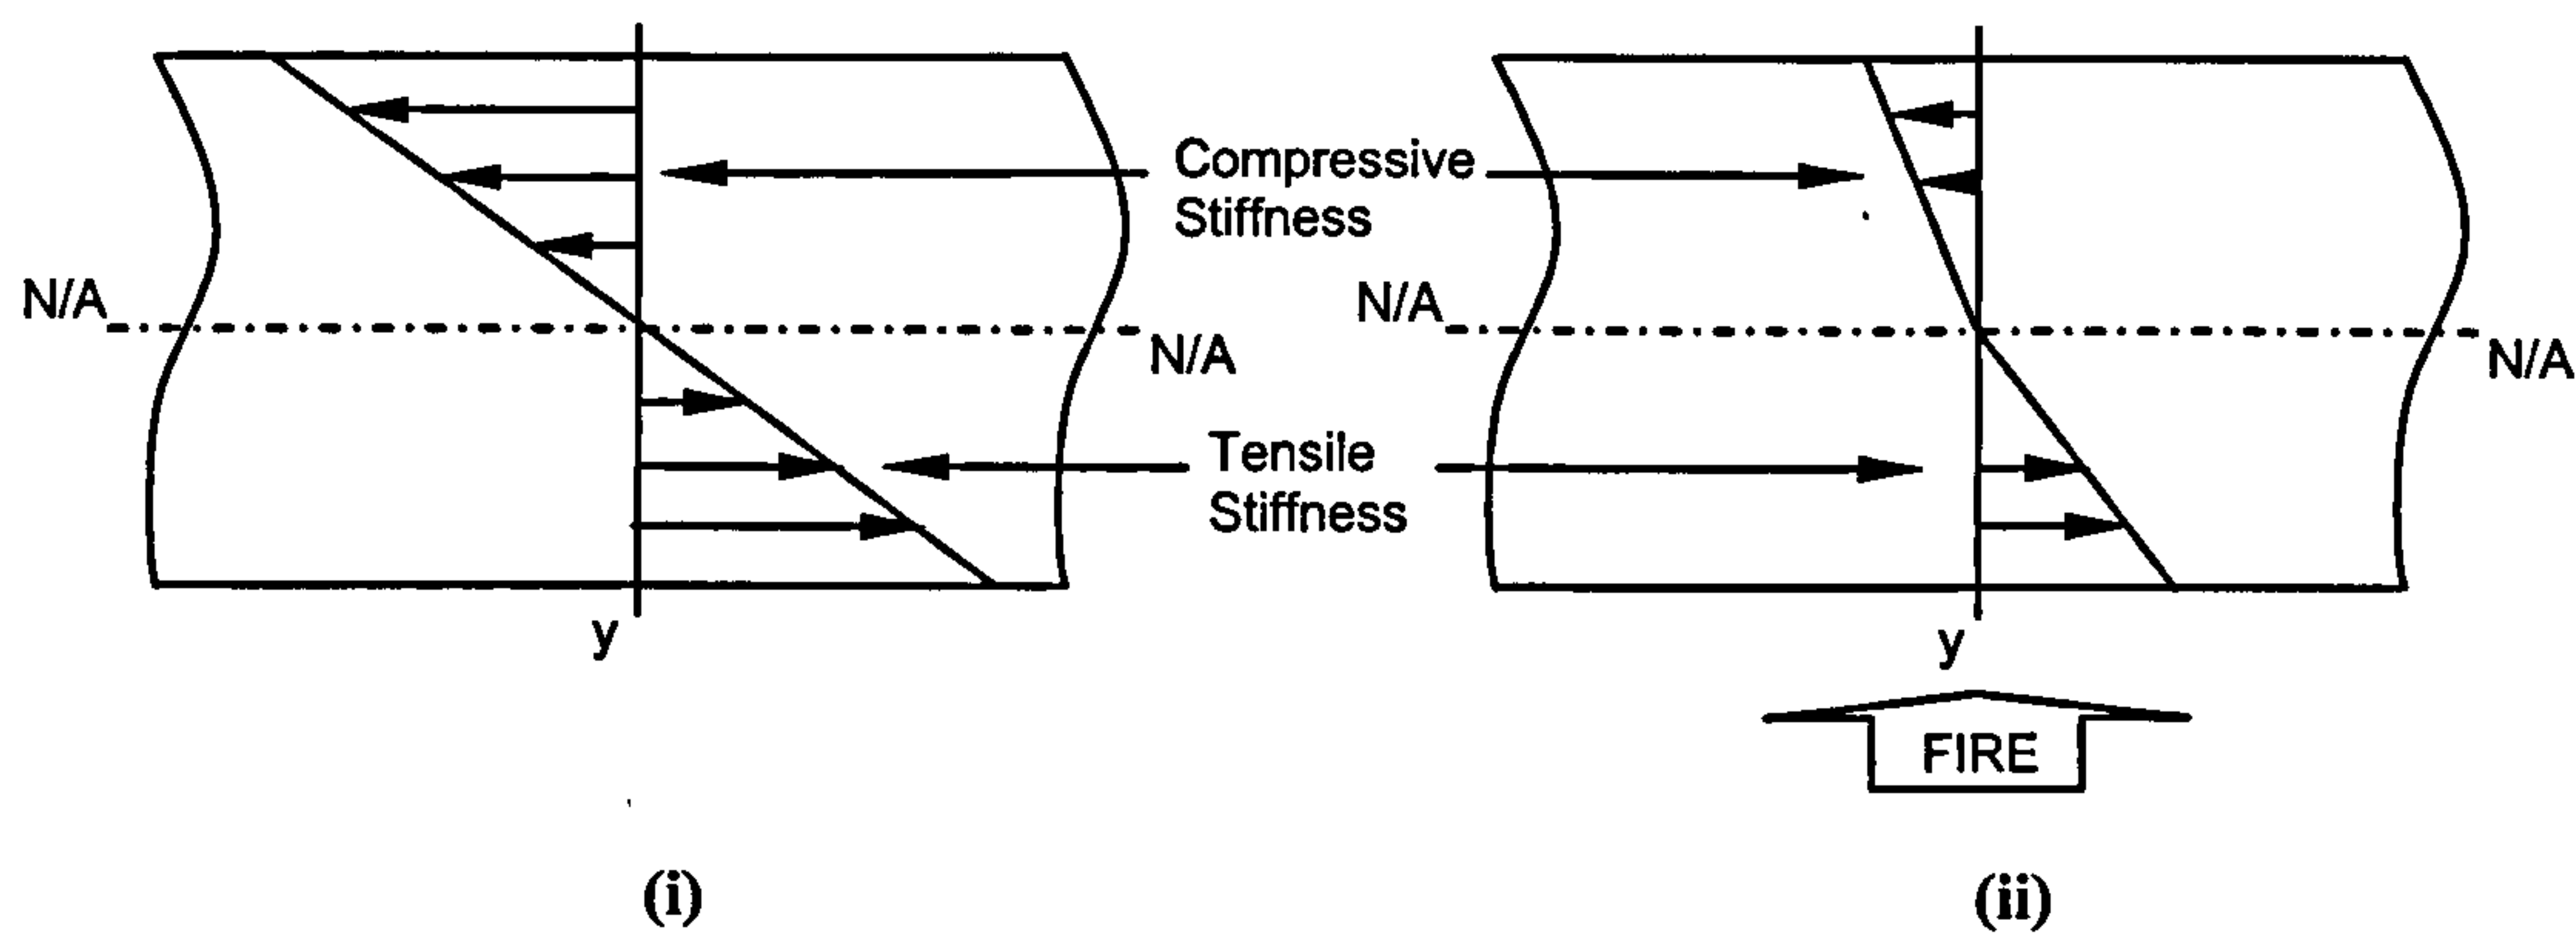 Compressive
Stiffness
N/A
N/A
N/A
N/A
Tensile
Stiffness
y
y
FIRE
(i)
(ii)